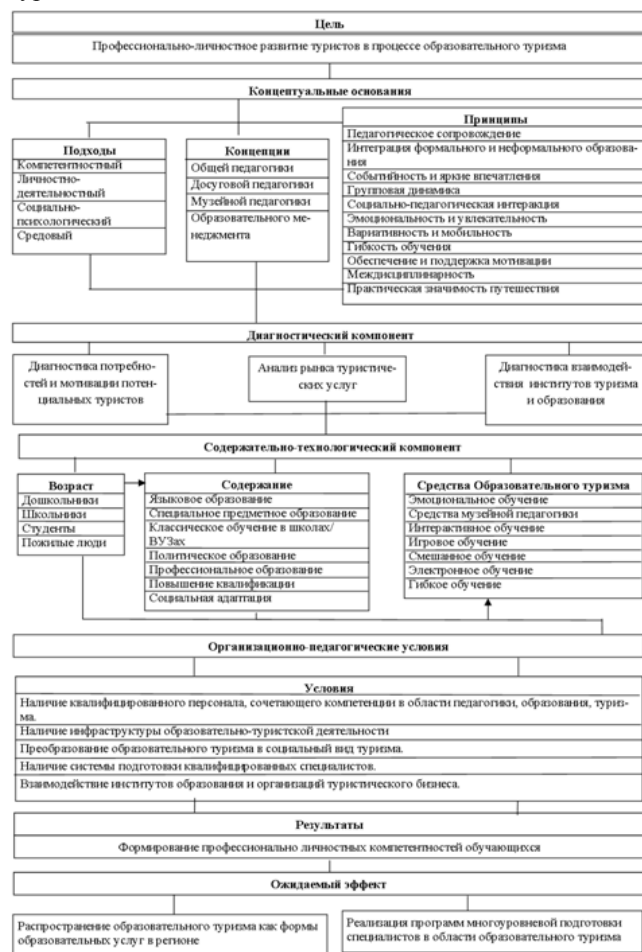 Цель
Профессионально-личностное развитие туристов в процессе образовательного туризма
Концептуальные основания
Подходы
Компетентностный
Личностно-
деятельностный
Социально-
психологический
Средовый
Концепции
Общей педагогики
Досуговой педагогики
Музейной педагогики
Образовательного ме-
неджмента
Принципы
Педагогическое сопровождение
Интеграция формального и неформального образова-
ния
Событийность и яркие впечатления
Групповая динамика
Социально-педагогическая интеракция
Эмоциональность и увлекательность
Вариативность и мобильность
Гибкость обучения
Обеспечение и поддержка мотивации
Междисциплинарность
Практическая значимость путешествия
Диагностический компонент
Диагностика потребно-
стей и мотивации потен-
циальных туристов
Анализ рынка туристиче-
ских услуг
Диагностика взаимодей-
ствия институтов туризма
и образования
Содержательно-технологический компонент
Возраст
Дошкольники
Школьники
Студенты
Пожилые люди
Содержание
Языковое образование
Специальное предметное образование
Классическое обучение в школах/
ВУЗах
Политическое образование
Профессиональное образование
Повышение квалификации
Социальная адаптация
Средства Образовательного туризма
Эмоциональное обучение
Средства музейной педагогики
Интерактивное обучение
Игровое обучение
Смешанное обучение
Электронное обучение
Гибкое обучение
Организационно-педагогические условия
Условия
Наличие квалифицированного персонала, сочетающего компетенции в области педагогики, образования, туриз-
ма.
Наличие инфраструктуры образовательно-туристской деятельности
Преобразование образовательного туризма в социальный вид туризма.
Наличие системы подготовки квалифицированных специалистов.
Взаимодействие институтов образования и организаций туристического бизнеса.
Результаты
Формирование профессионально личностных компетентностей обучающихся
Ожидаемый эффект
Распространение образовательного туризма как формы
образовательных услуг в регионе
Реализация программ многоуровневой подготовки
специалистов в области образовательного туризма